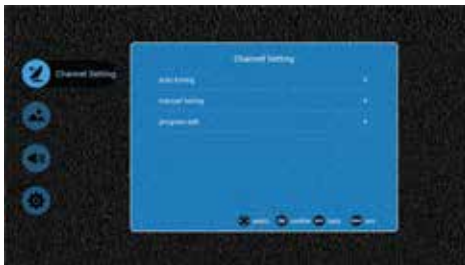 Channel Setting
Channel Setting
auto tuning
manual tuning
program edit